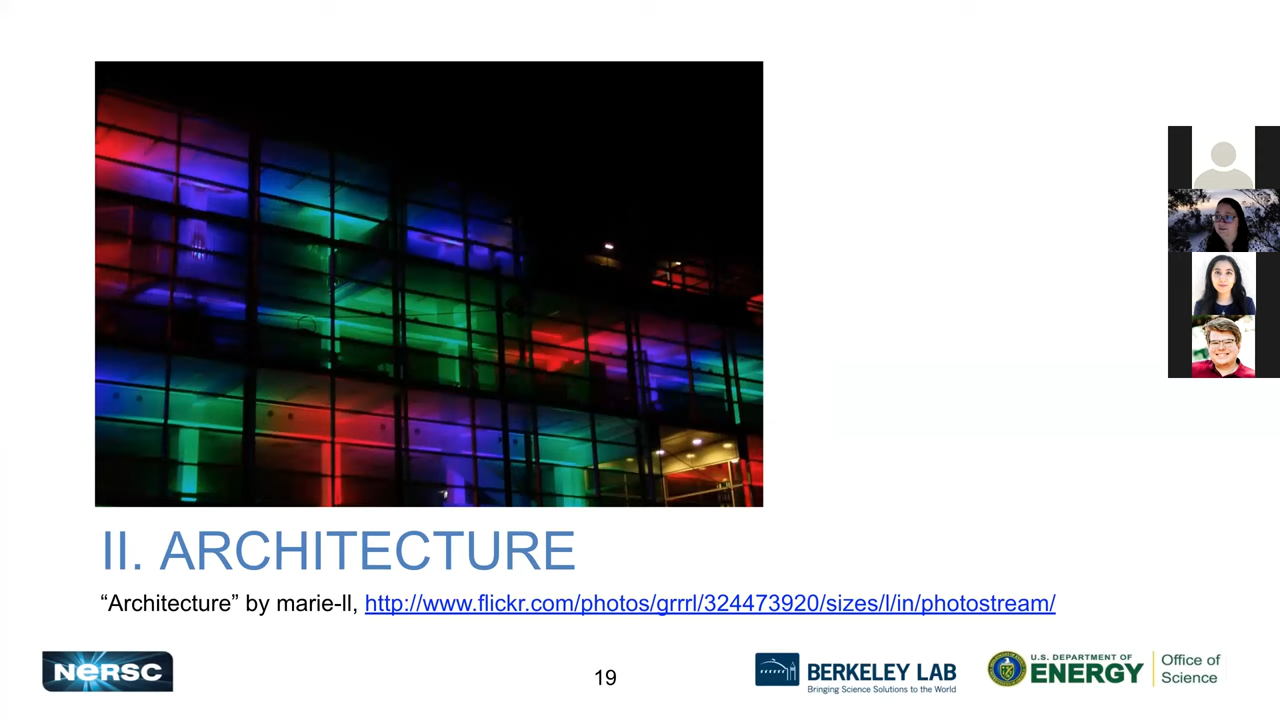 II. ARCHITECTURE
“Architecture” by marie-ll, http://www.flickr.com/photos/grrrl/324473920/sizes/l/in/photostream/
NERSC
19
BERKELEY LAB
Bringing Science Solutions to the World
U.S. DEPARTMENT OF
ENERGY
Office of
Science